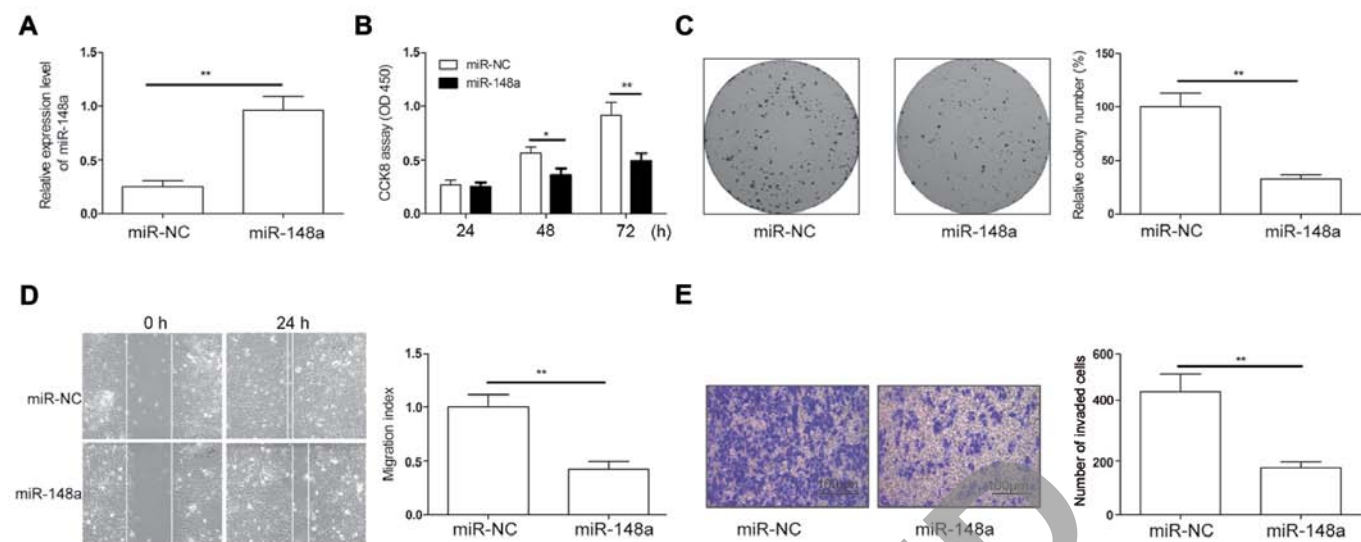 A
Relative expression level
of miR-148a
1.5
1.0
0.5
0.0
**
miR-NC
miR-148a
B
CCK8 assay (OD 450)
1.5
1.0
0.5
0.0
miR-NC
miR-148a
*
**
24
48
72
(h)
C
miR-NC
miR-148a
Relative colony number (%)
150
100
50
0
**
miR-NC
miR-148a
D
0 h
24 h
miR-NC
miR-148a
Migration index
1.5
1.0
0.5
0.0
**
miR-NC
miR-148a
E
100μm
100μm
miR-NC
miR-148a
Number of invaded cells
600
400
200
0
**
miR-NC
miR-148a